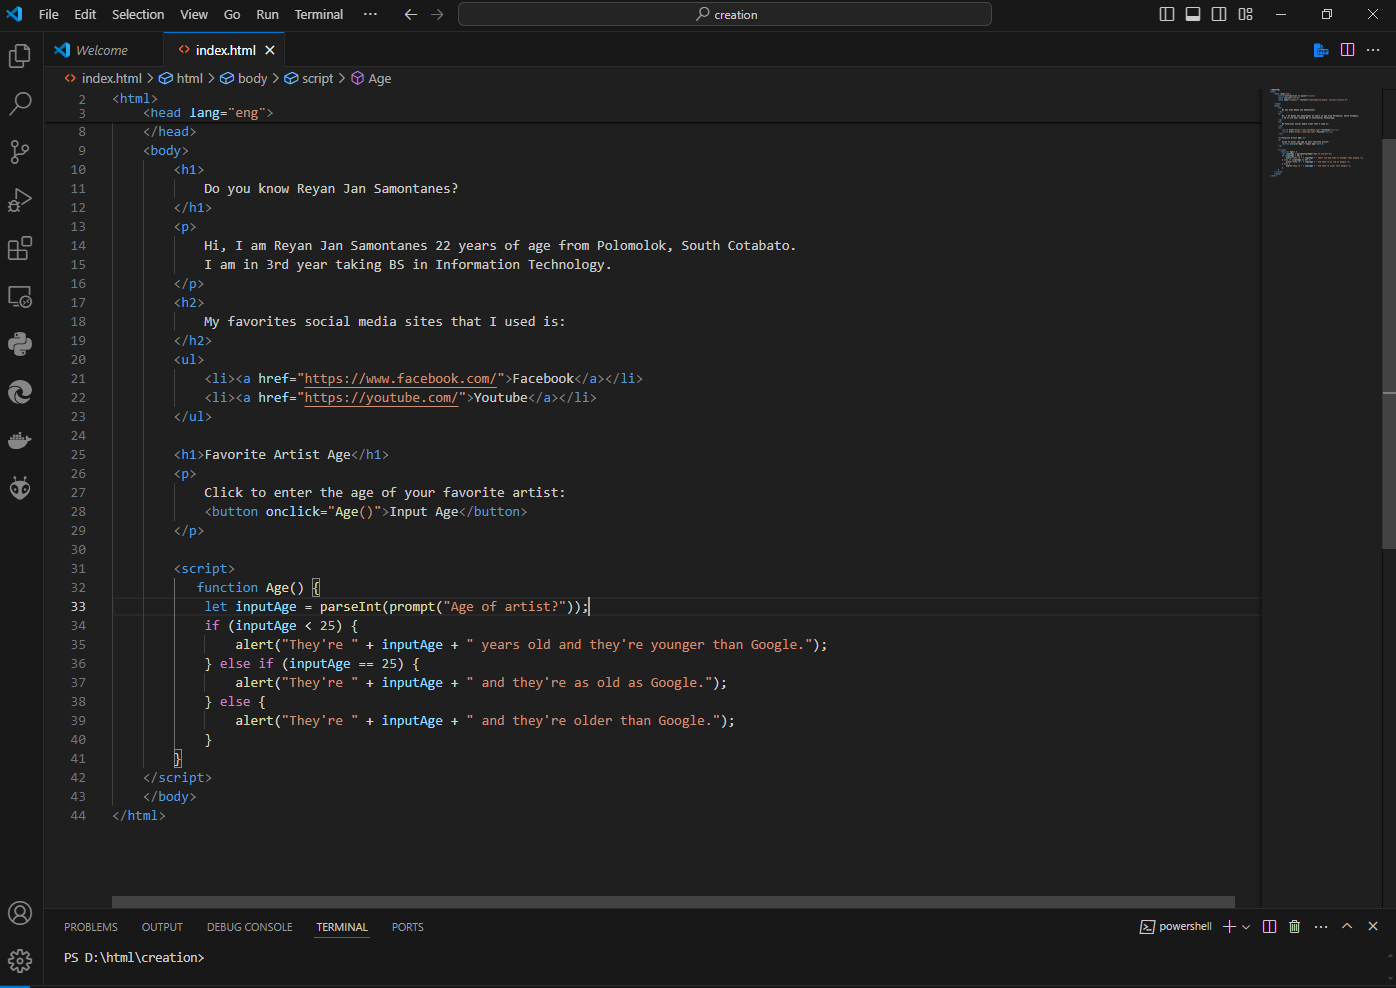 File Edit Selection View Go Run Terminal ··· creation
Welcome index.html
index.html > html > body > script > Age
2 <html>
3 <head lang="eng">
8 </head>
9 <body>
10 <h1>
11 Do you know Reyan Jan Samontanes?
12 </h1>
13 <p>
14 Hi, I am Reyan Jan Samontanes 22 years of age from Polomolok, South Cotabato.
15 I am in 3rd year taking BS in Information Technology.
16 </p>
17 <h2>
18 My favorites social media sites that I used is:
19 </h2>
20 <ul>
21 <li><a href="https://www.facebook.com/">Facebook</a></li>
22 <li><a href="https://youtube.com/">Youtube</a></li>
23 </ul>
24
25 <h1>Favorite Artist Age</h1>
26 <p>
27 Click to enter the age of your favorite artist:
28 <button onclick="Age()">Input Age</button>
29 </p>
30
31 <script>
32 function Age() {
33 let inputAge = parseInt(prompt("Age of artist?"));
34 if (inputAge < 25) {
35 alert("They're " + inputAge + " years old and they're younger than Google.");
36 } else if (inputAge == 25) {
37 alert("They're " + inputAge + " and they're as old as Google.");
38 } else {
39 alert("They're " + inputAge + " and they're older than Google.");
40 }
41 }
42 </script>
43 </body>
44 </html>
PROBLEMS OUTPUT DEBUG CONSOLE TERMINAL PORTS powershell
PS D:\html\creation>